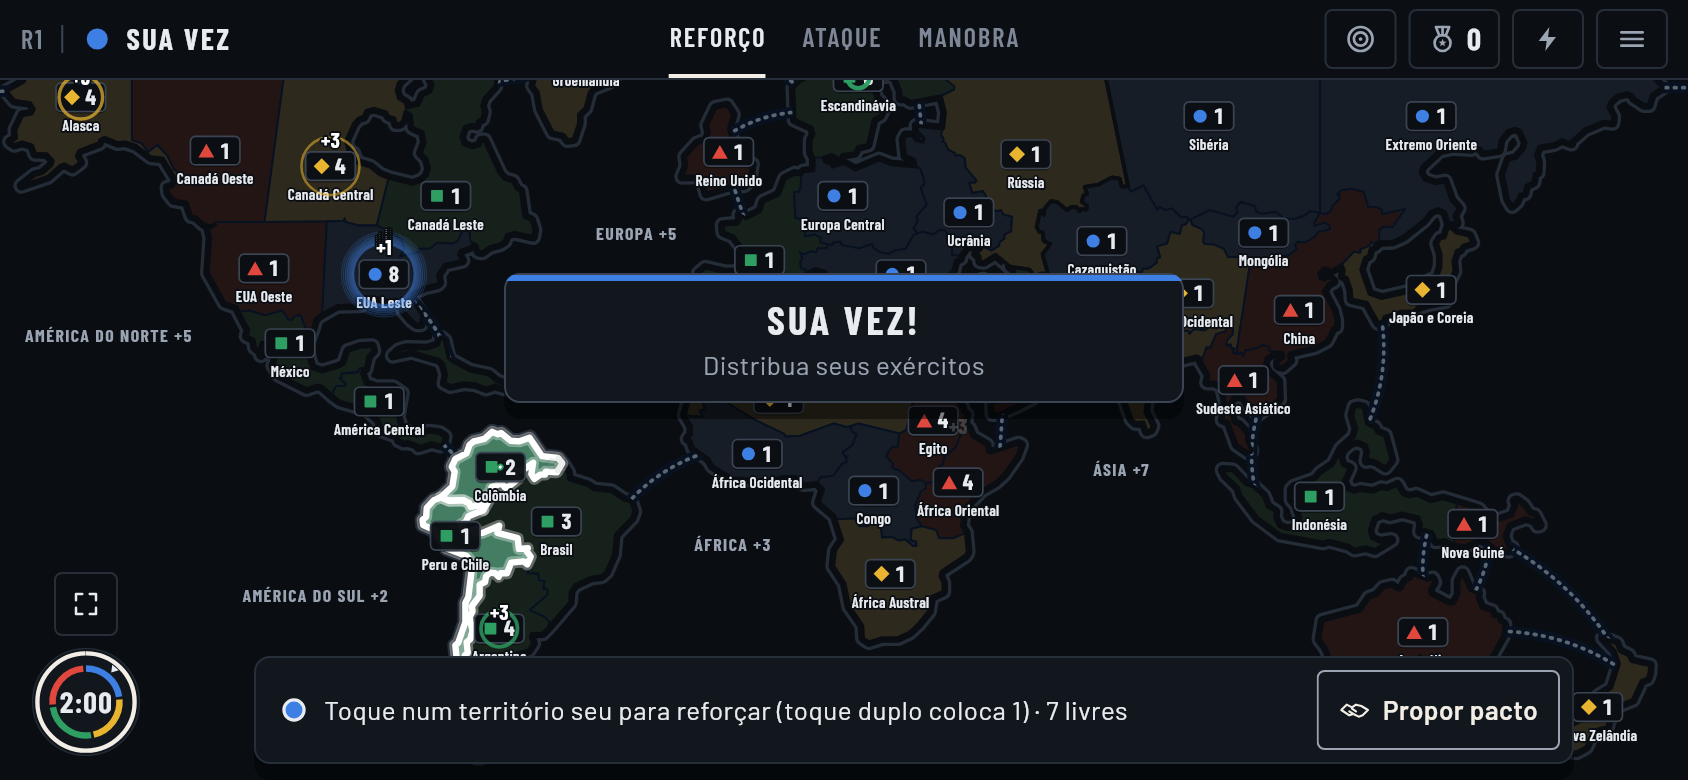 R1
SUA VEZ
REFORÇO
ATAQUE
MANOBRA
0
Groenlândia
4
Alasca
1
Canadá Oeste
+3
4
Canadá Central
1
Canadá Leste
Escandinávia
1
Reino Unido
1
Europa Central
1
Ucrânia
1
Rússia
1
Sibéria
1
Extremo Oriente
EUROPA +5
1
1
Cazaquistão
1
Mongólia
1
EUA Oeste
+1
8
EUA Leste
1
Ocidental
1
China
1
Japão e Coreia
AMÉRICA DO NORTE +5
SUA VEZ!
Distribua seus exércitos
1
México
1
América Central
1
Sudeste Asiático
4
+3
Egito
2
Colômbia
1
África Ocidental
ÁSIA +7
1
Congo
4
África Oriental
1
Indonésia
1
Nova Guiné
3
Brasil
1
Peru e Chile
ÁFRICA +3
1
África Austral
AMÉRICA DO SUL +2
+3
4
Argentina
1
2:00
Toque num território seu para reforçar (toque duplo coloca 1) · 7 livres
Propor pacto
1
va Zelândia